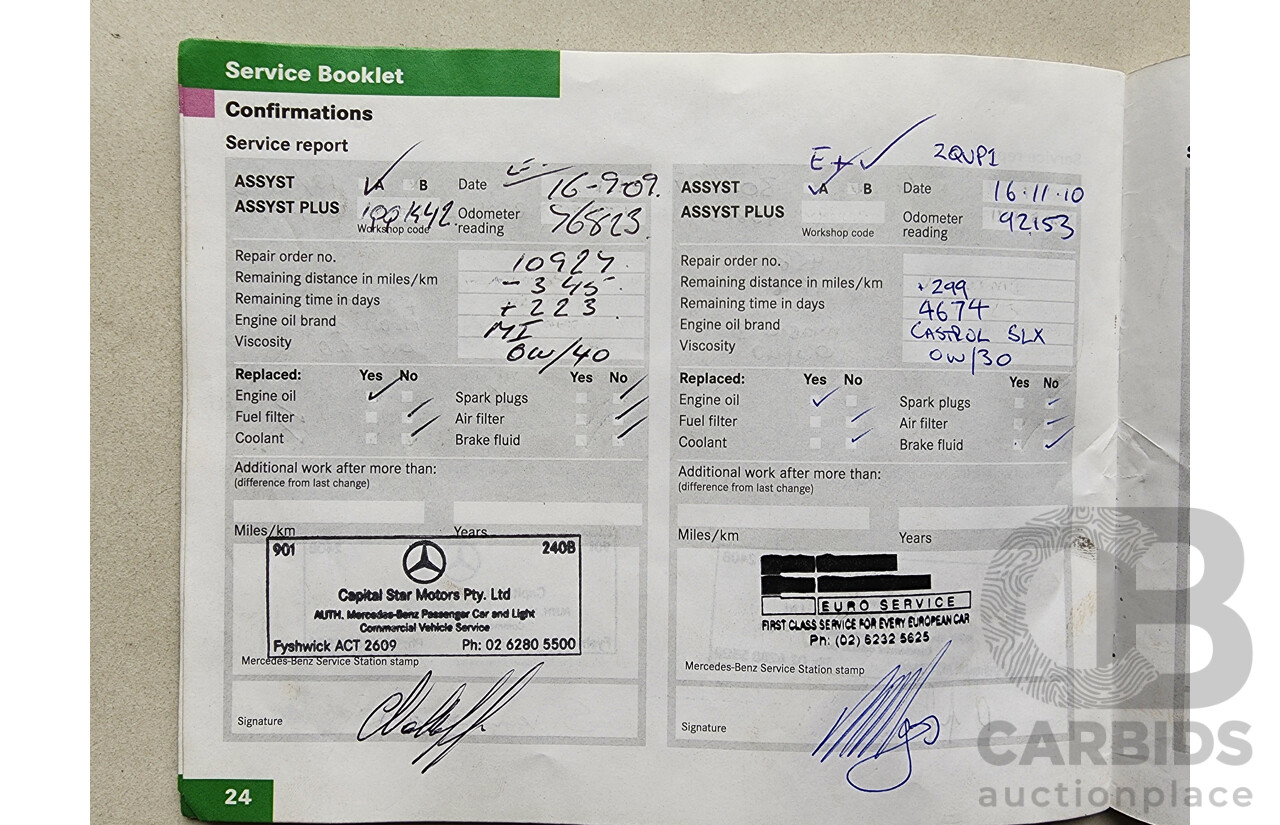 Service Booklet
Confirmations
Service report
ASSYST A B Date 16-9-09.
ASSYST PLUS Odometer reading 76823
Workshop code
Repair order no. 10927
Remaining distance in miles/km - 345
Remaining time in days + 223
Engine oil brand MI
Viscosity 0W/40
Replaced: Yes No Yes No
Engine oil Spark plugs
Fuel filter Air filter
Coolant Brake fluid
Additional work after more than:
(difference from last change)
Miles/km Years
901 240B
Capital Star Motors Pty. Ltd
AUTH. Mercedes-Benz Passenger Car and Light
Commercial Vehicle Service
Fyshwick ACT 2609 Ph: 02 6280 5500
Mercedes-Benz Service Station stamp
Signature
24
E+ 2QVP1
ASSYST A B Date 16.11.10
ASSYST PLUS Odometer reading 92153
Workshop code
Repair order no.
Remaining distance in miles/km +299
Remaining time in days 4674
Engine oil brand CASTROL SLX
Viscosity 0W/30
Replaced: Yes No Yes No
Engine oil Spark plugs
Fuel filter Air filter
Coolant Brake fluid
Additional work after more than:
(difference from last change)
Miles/km Years
EURO SERVICE
FIRST CLASS SERVICE FOR EVERY EUROPEAN CAR
Ph: (02) 6232 5625
Mercedes-Benz Service Station stamp
Signature
CB
CARBIDS
auctionplace